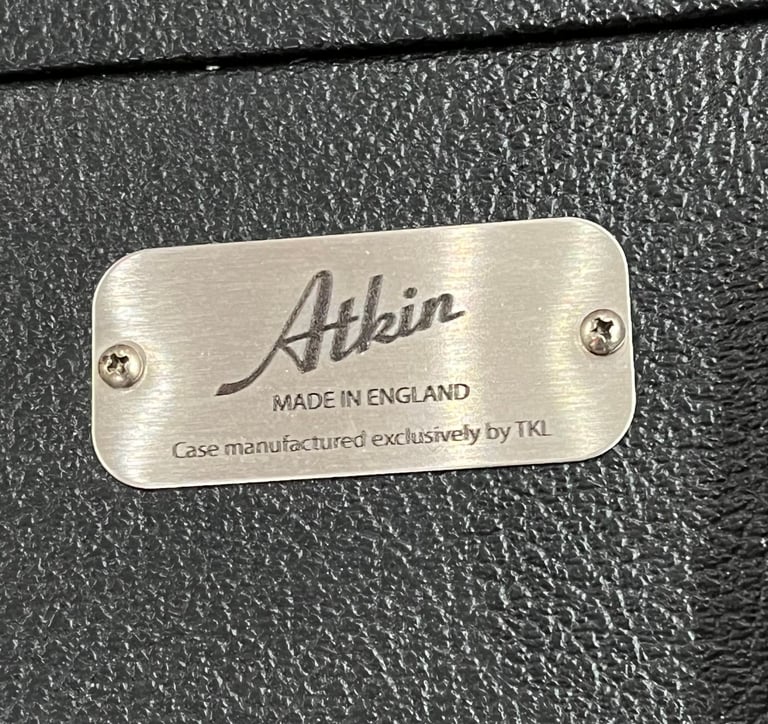 Atkin
MADE IN ENGLAND
Case manufactured exclusively by TKL